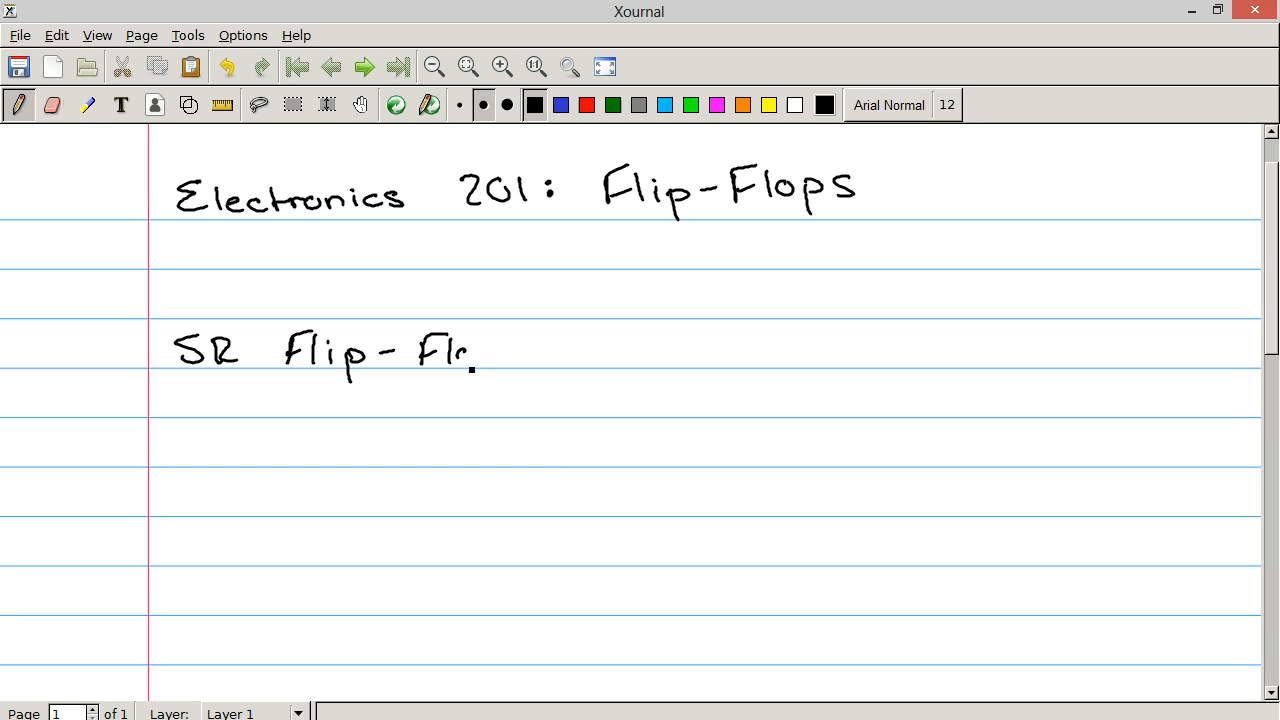 Xournal
File Edit View Page Tools Options Help
T Arial Normal 12
Electronics 201: Flip-Flops
SR Flip-Flo
Page 1 of 1 Layer: Layer 1